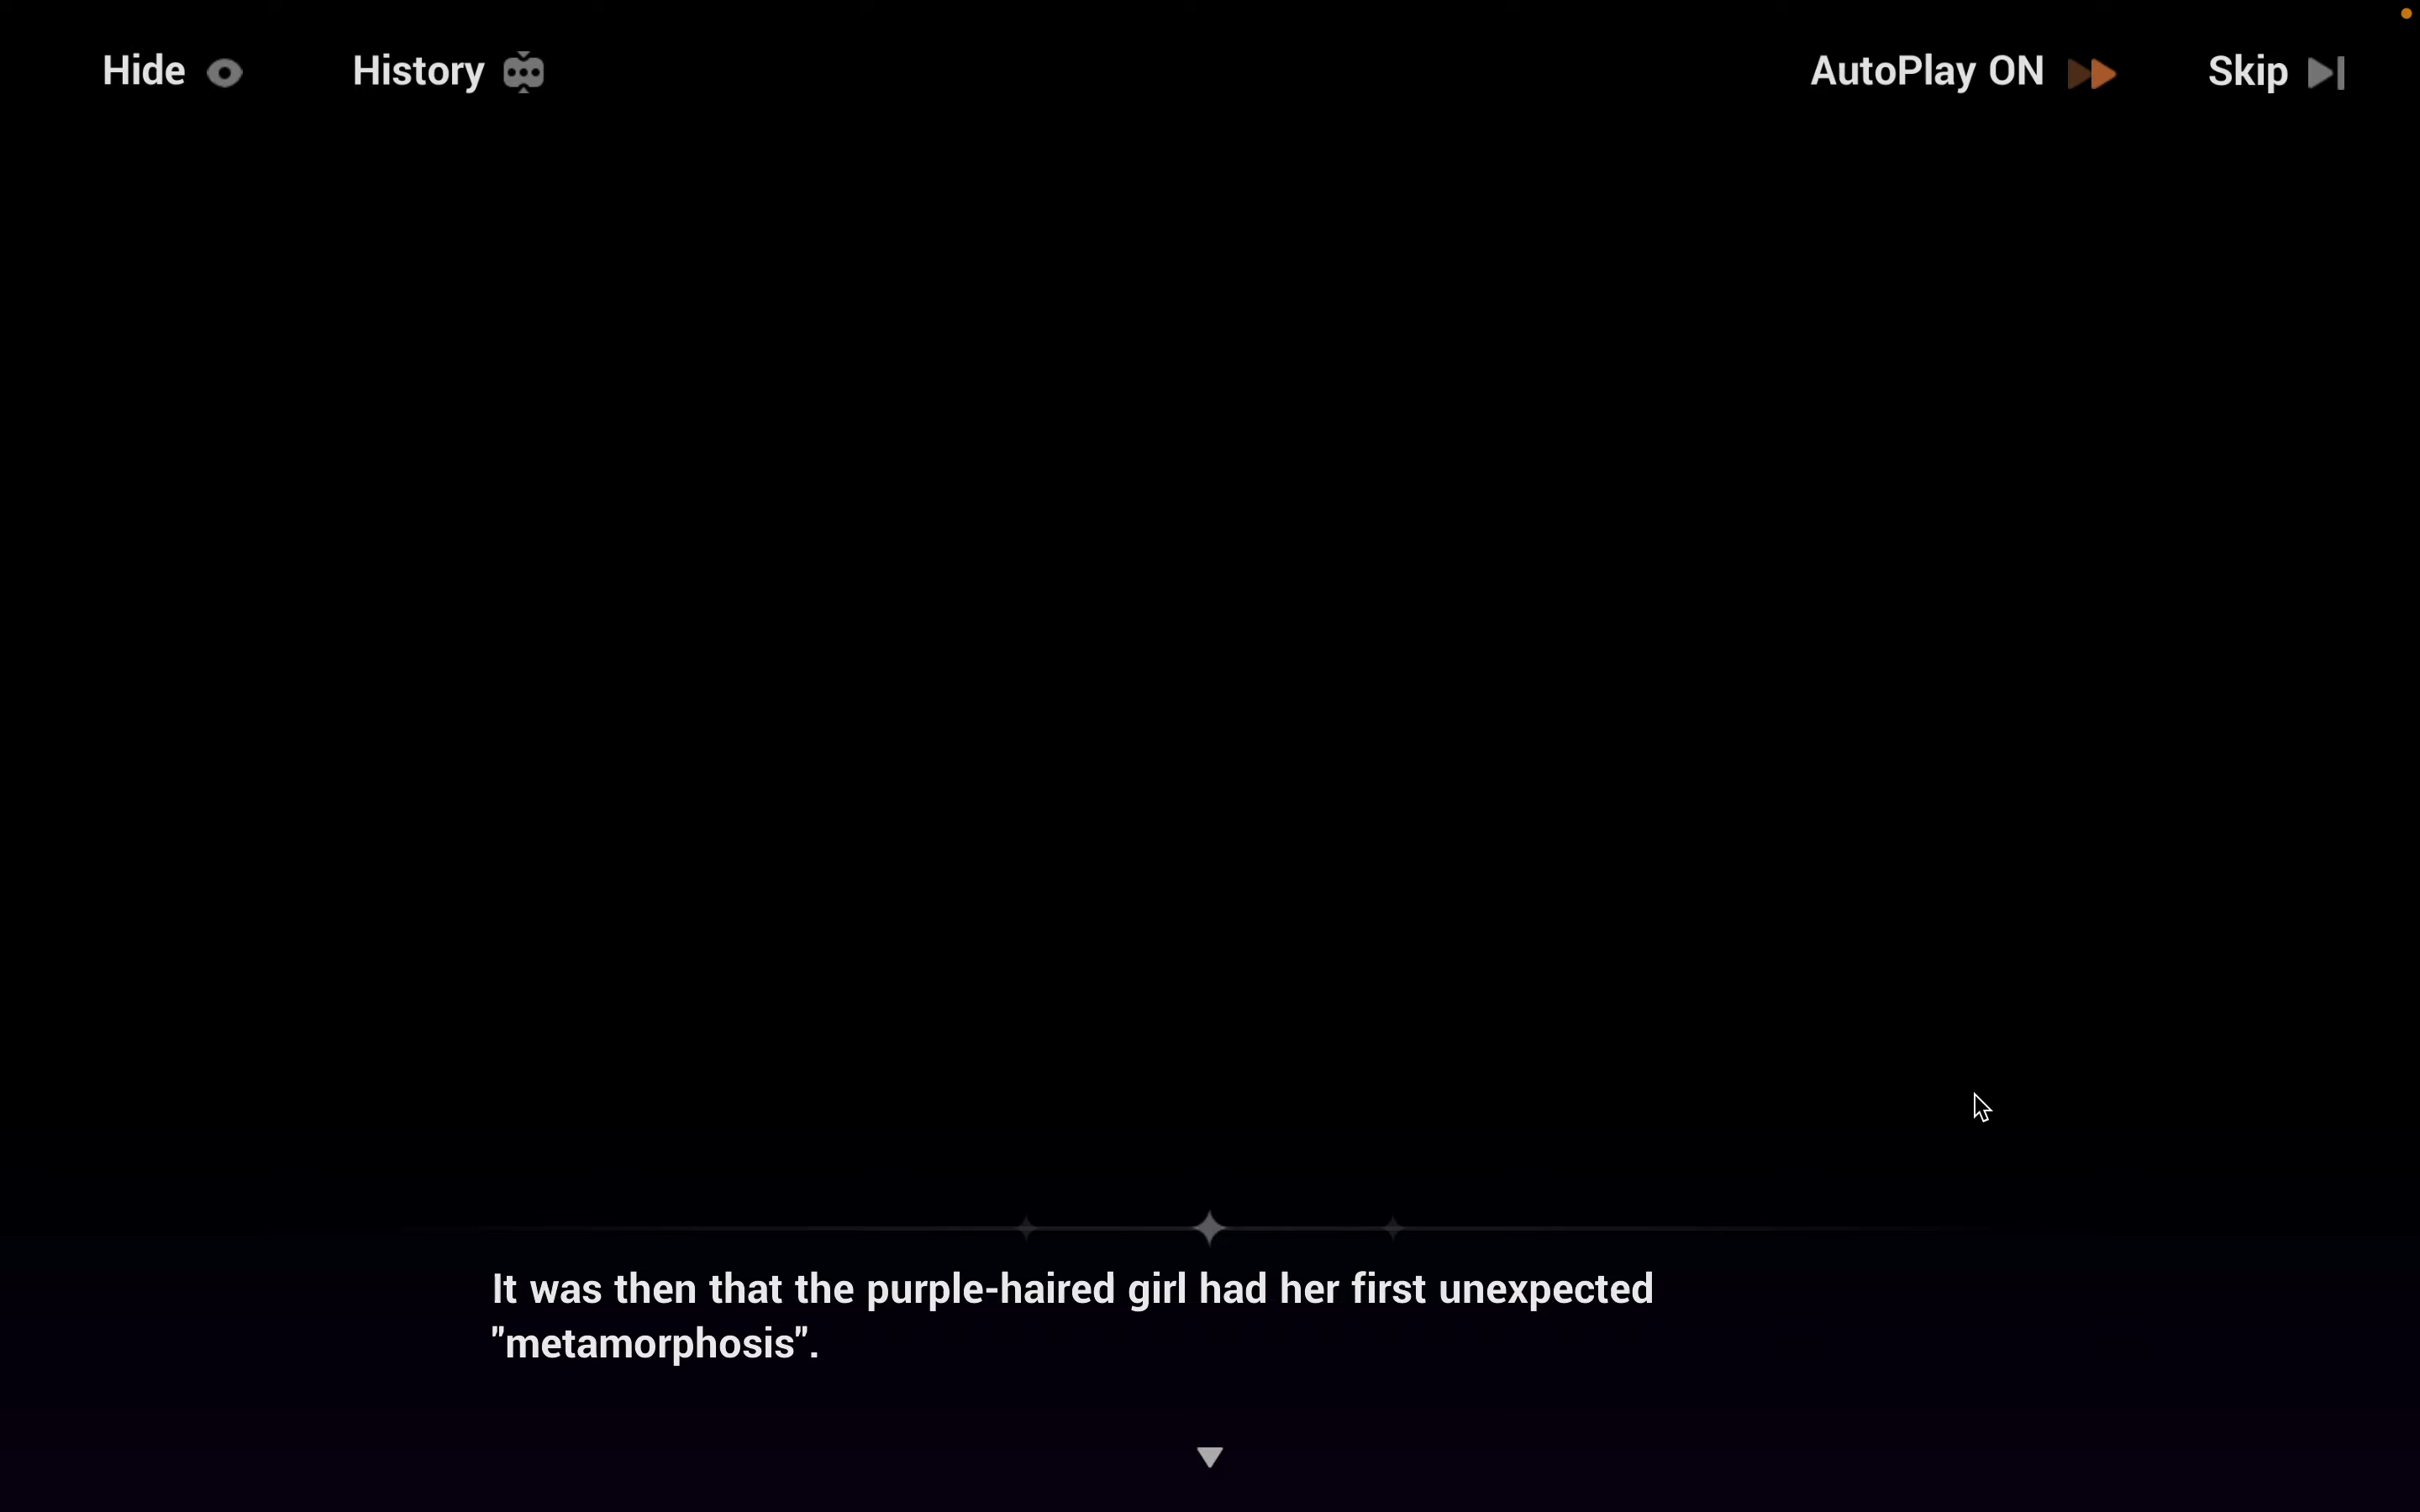 Hide
History
AutoPlay ON
Skip
It was then that the purple-haired girl had her first unexpected
"metamorphosis".